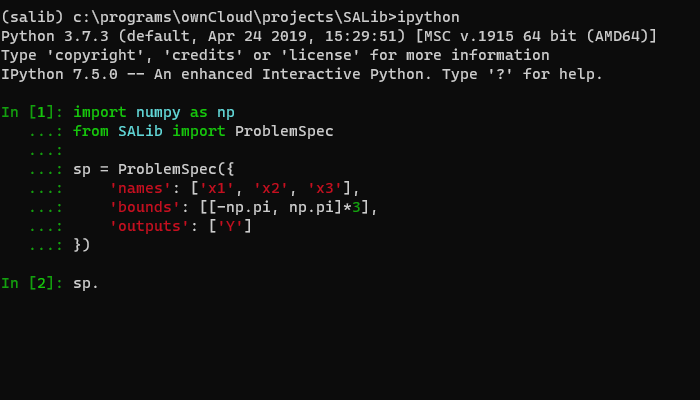 (salib) c:\programs\ownCloud\projects\SALib>ipython
Python 3.7.3 (default, Apr 24 2019, 15:29:51) [MSC v.1915 64 bit (AMD64)]
Type 'copyright', 'credits' or 'license' for more information
IPython 7.5.0 -- An enhanced Interactive Python. Type '?' for help.

In [1]: import numpy as np
   ...: from SALib import ProblemSpec
   ...:
   ...: sp = ProblemSpec({
   ...:     'names': ['x1', 'x2', 'x3'],
   ...:     'bounds': [[-np.pi, np.pi]*3],
   ...:     'outputs': ['Y']
   ...: })

In [2]: sp.